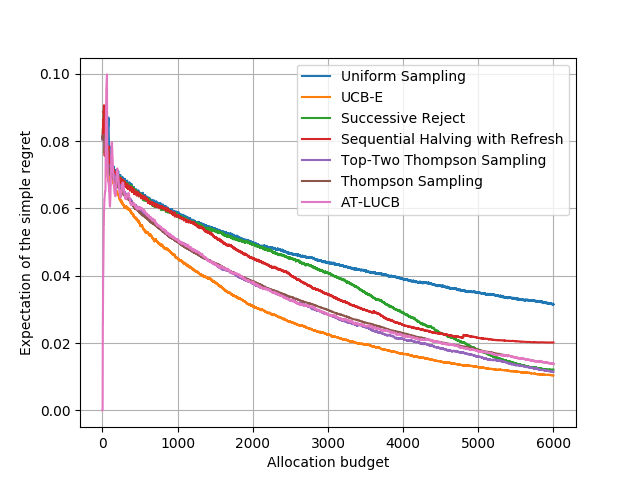 Expectation of the simple regret
0.10
0.08
0.06
0.04
0.02
0.00
Uniform Sampling
UCB-E
Successive Reject
Sequential Halving with Refresh
Top-Two Thompson Sampling
Thompson Sampling
AT-LUCB
0 1000 2000 3000 4000 5000 6000
Allocation budget